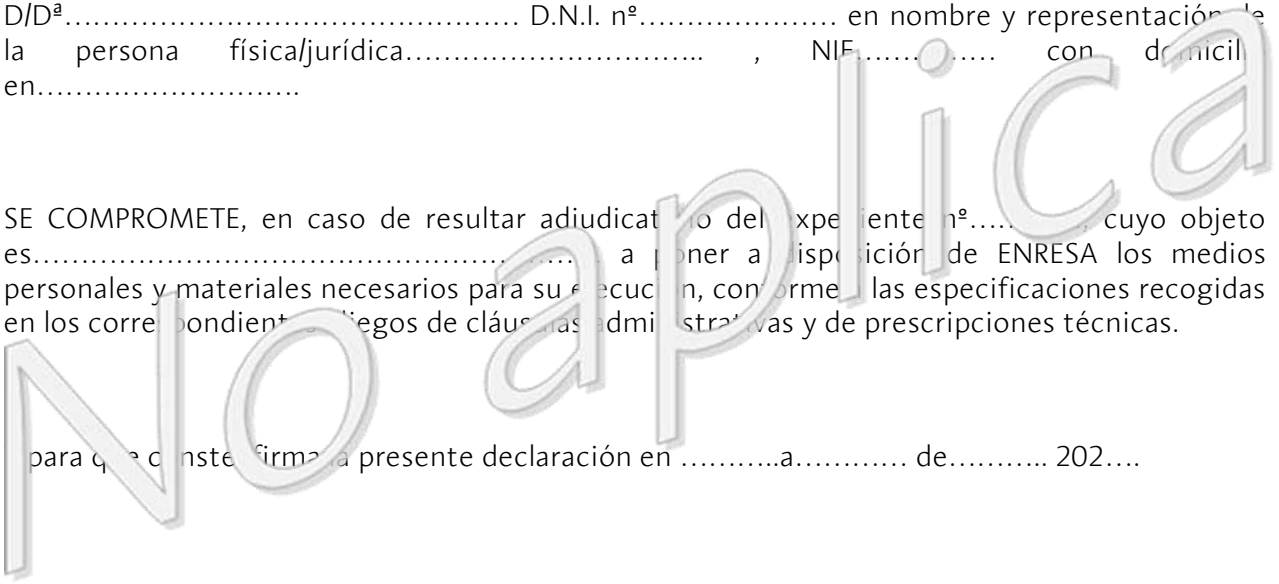 D/Dª…………………………………… D.N.I. nº………………… en nombre y representación de
la persona física/jurídica………………………….. , NIF…………… con domicilio
en……………………….
SE COMPROMETE, en caso de resultar adjudicatario del expediente nº………, cuyo objeto
es………………………………………………… a poner a disposición de ENRESA los medios
personales y materiales necesarios para su ejecución, conforme a las especificaciones recogidas
en los correspondientes pliegos de cláusulas administrativas y de prescripciones técnicas.
para que conste, firma la presente declaración en ………..a………… de……….. 202….
No aplica